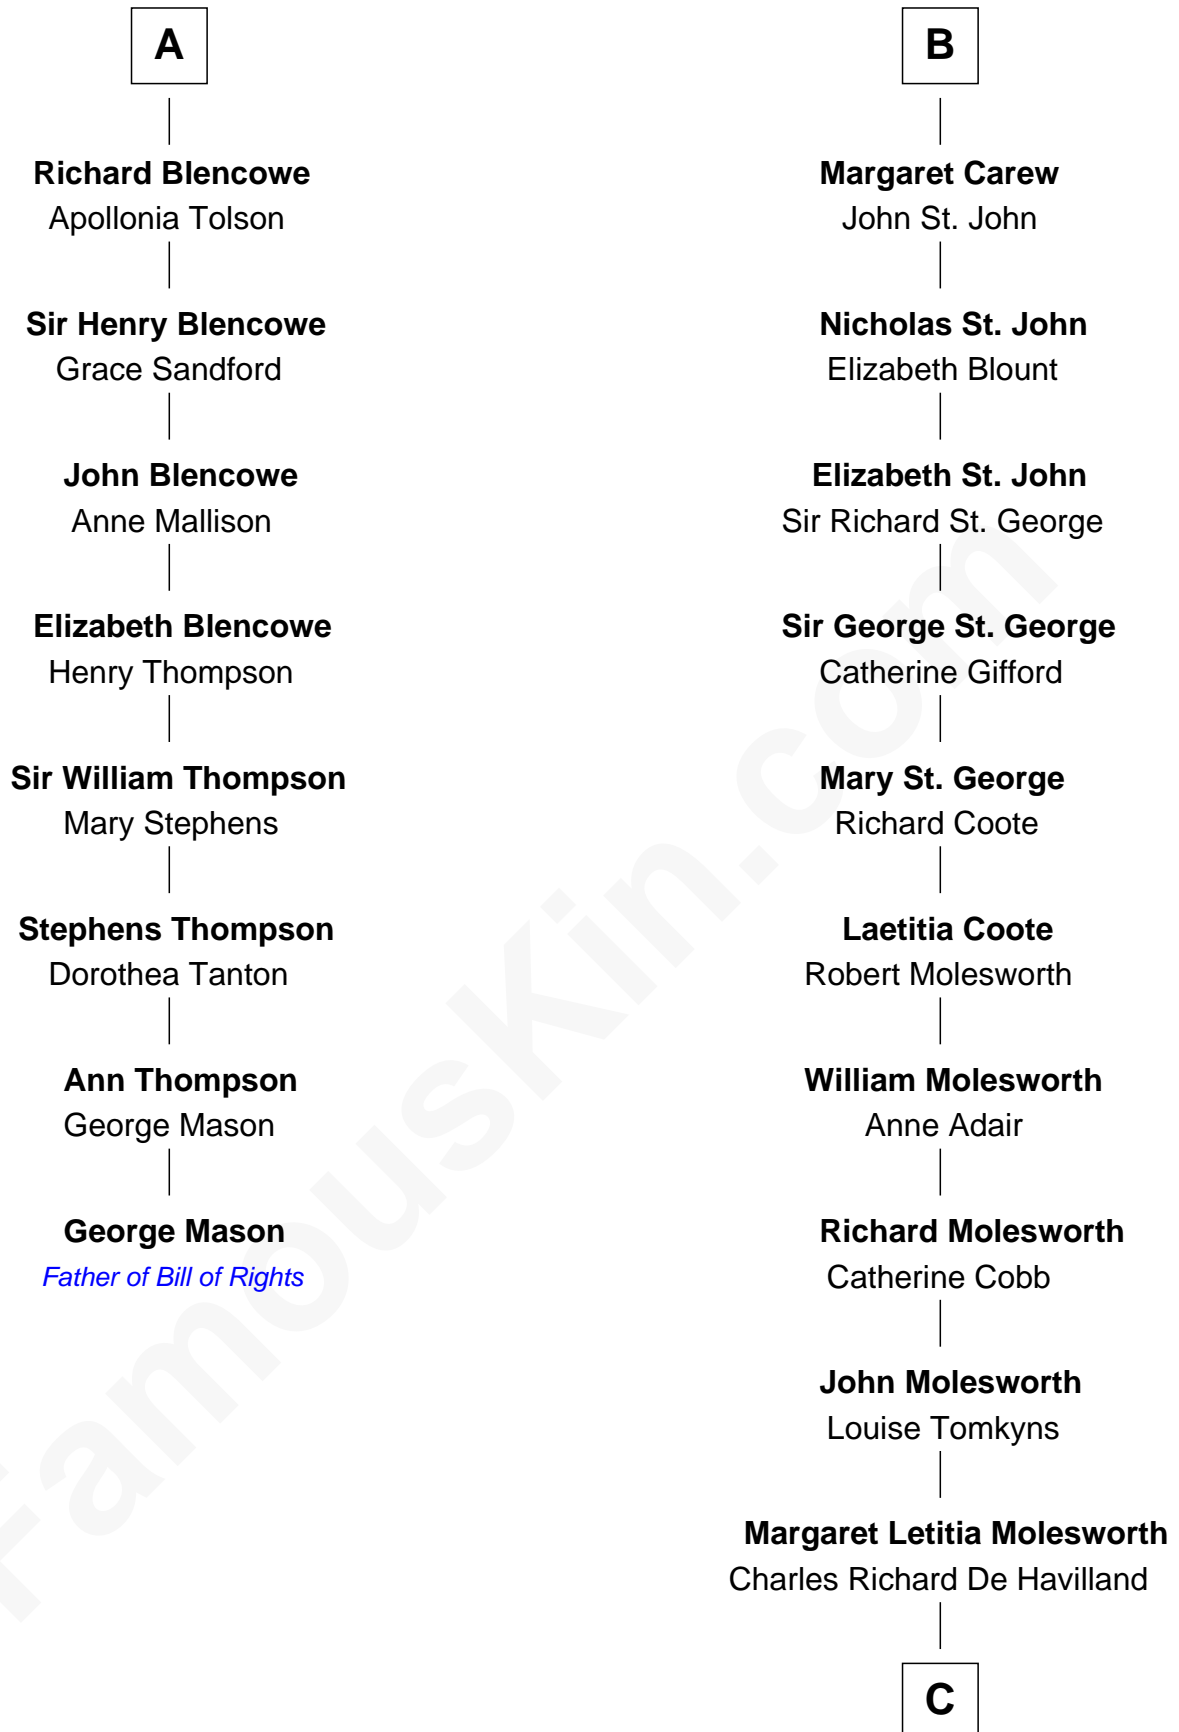 A
Richard Blencowe
Apollonia Tolson
Sir Henry Blencowe
Grace Sandford
John Blencowe
Anne Mallison
Elizabeth Blencowe
Henry Thompson
Sir William Thompson
Mary Stephens
Stephens Thompson
Dorothea Tanton
Ann Thompson
George Mason
George Mason
Father of Bill of Rights
B
Margaret Carew
John St. John
Nicholas St. John
Elizabeth Blount
Elizabeth St. John
Sir Richard St. George
Sir George St. George
Catherine Gifford
Mary St. George
Richard Coote
Laetitia Coote
Robert Molesworth
William Molesworth
Anne Adair
Richard Molesworth
Catherine Cobb
John Molesworth
Louise Tomkyns
Margaret Letitia Molesworth
Charles Richard De Havilland
C
FamousKin.com